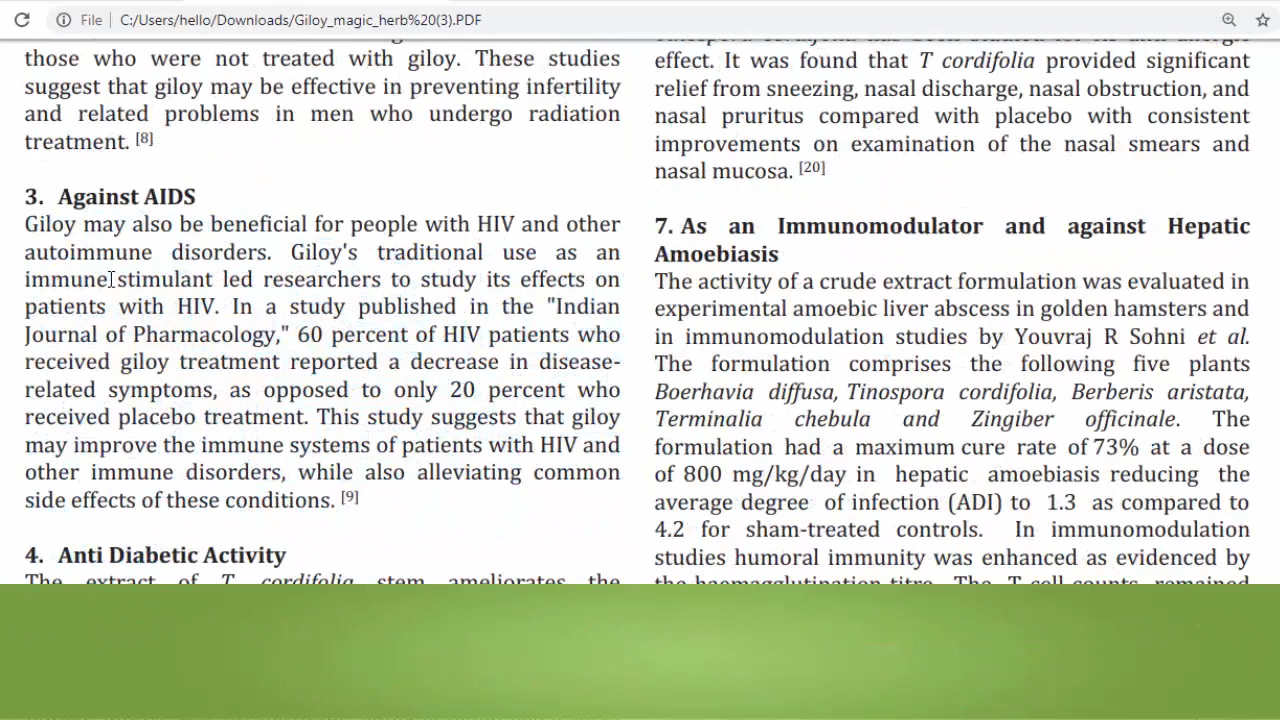 File
C:/Users/hello/Downloads/Giloy_magic_herb%20(3).PDF
those who were not treated with giloy. These studies
suggest that giloy may be effective in preventing infertility
and related problems in men who undergo radiation
treatment. [8]
3. Against AIDS
Giloy may also be beneficial for people with HIV and other
autoimmune disorders. Giloy's traditional use as an
immune stimulant led researchers to study its effects on
patients with HIV. In a study published in the "Indian
Journal of Pharmacology," 60 percent of HIV patients who
received giloy treatment reported a decrease in disease-
related symptoms, as opposed to only 20 percent who
received placebo treatment. This study suggests that giloy
may improve the immune systems of patients with HIV and
other immune disorders, while also alleviating common
side effects of these conditions. [9]
4. Anti Diabetic Activity
The extract of T cordifolia stem ameliorates the
effect. It was found that T cordifolia provided significant
relief from sneezing, nasal discharge, nasal obstruction, and
nasal pruritus compared with placebo with consistent
improvements on examination of the nasal smears and
nasal mucosa. [20]
7. As an Immunomodulator and against Hepatic
Amoebiasis
The activity of a crude extract formulation was evaluated in
experimental amoebic liver abscess in golden hamsters and
in immunomodulation studies by Youvraj R Sohni et al.
The formulation comprises the following five plants
Boerhavia diffusa, Tinospora cordifolia, Berberis aristata,
Terminalia chebula and Zingiber officinale. The
formulation had a maximum cure rate of 73% at a dose
of 800 mg/kg/day in hepatic amoebiasis reducing the
average degree of infection (ADI) to 1.3 as compared to
4.2 for sham-treated controls. In immunomodulation
studies humoral immunity was enhanced as evidenced by
the haemagglutination titre. The T-cell counts remained